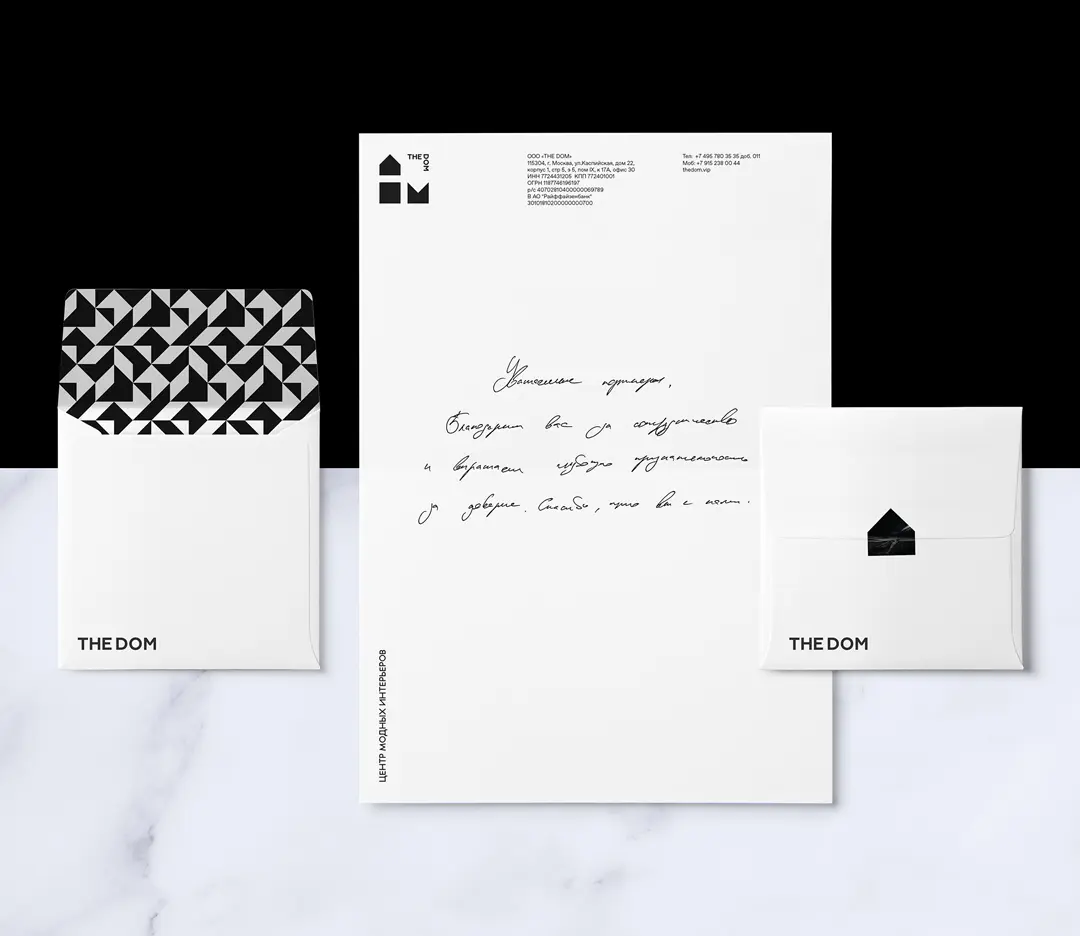 THE DOM
ООО «THE DOM»
115304, г. Москва, ул.Каспийская, дом 22,
корпус 1, стр 5, э 5, пом IX, к 17А, офис 30
ИНН 7724431205 КПП 772401001
ОГРН 1187746196197
р/с 40702810400000069789
В АО "Райффайзенбанк"
30101810200000000700
Тел: +7 495 780 35 35 доб. 011
Моб: +7 915 238 00 44
thedom.vip
Уважаемые партнеры,
Благодарим вас за сотрудничество
и выражаем глубокую признательность
за доверие. Спасибо, что вы с нами.
ЦЕНТР МОДНЫХ ИНТЕРЬЕРОВ
THE DOM
THE DOM